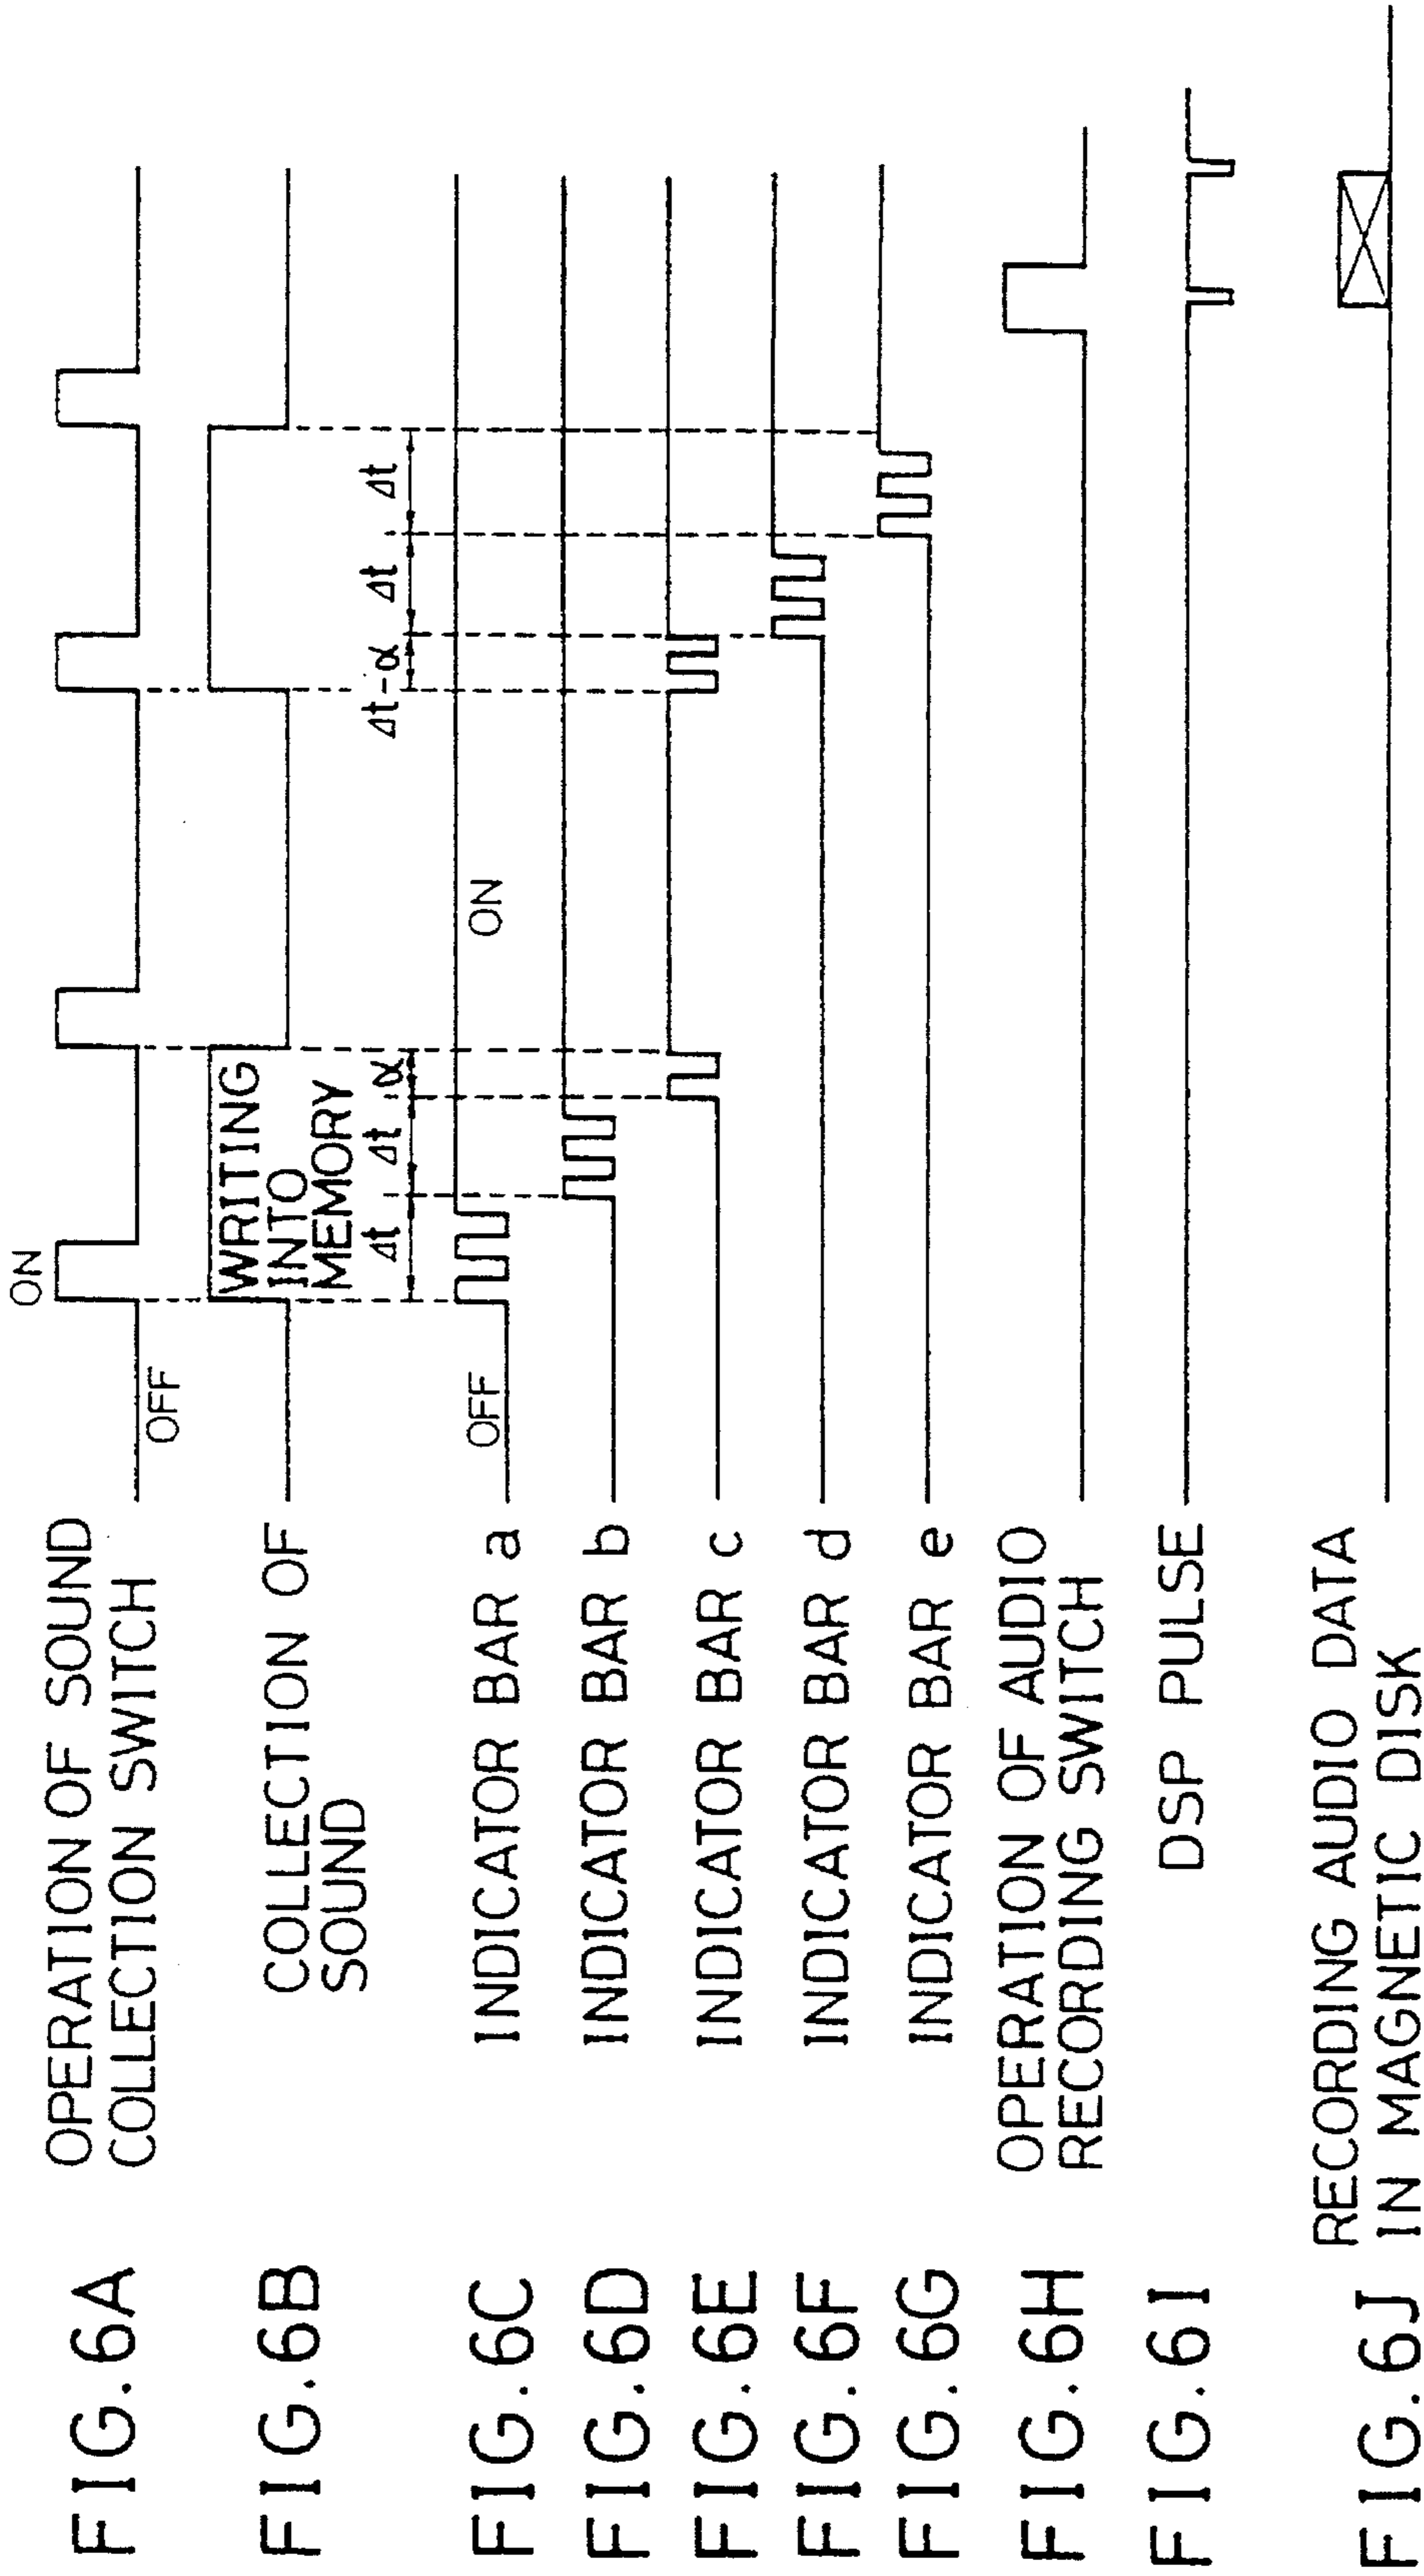 FIG.6A
OPERATION OF SOUND
COLLECTION SWITCH
ON
OFF
FIG.6B
COLLECTION OF
SOUND
WRITING
INTO
MEMORY
Δt
Δt
α
Δt-α
Δt
Δt
FIG.6C
INDICATOR BAR a
OFF
ON
FIG.6D
INDICATOR BAR b
FIG.6E
INDICATOR BAR c
FIG.6F
INDICATOR BAR d
FIG.6G
INDICATOR BAR e
FIG.6H
OPERATION OF AUDIO
RECORDING SWITCH
FIG.6I
DSP PULSE
FIG.6J
RECORDING AUDIO DATA
IN MAGNETIC DISK